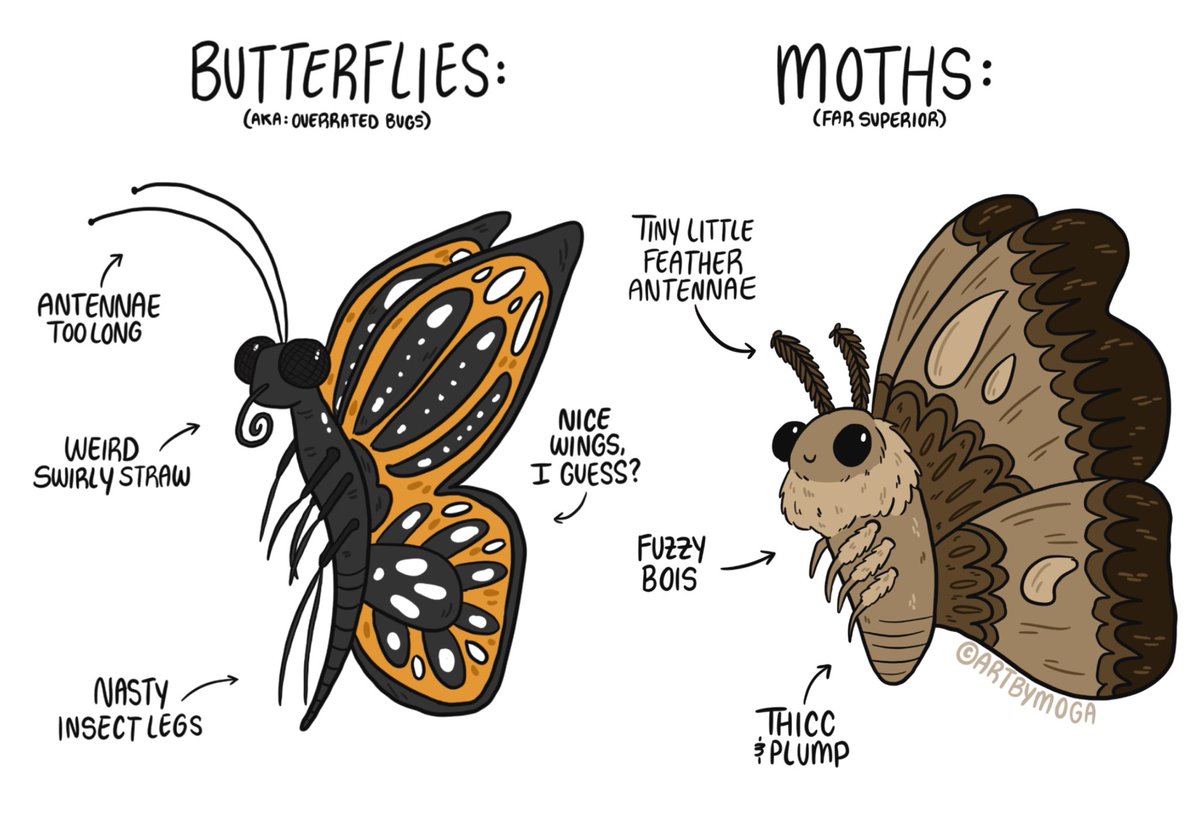 BUTTERFLIES:
(AKA: OVERRATED BUGS)
ANTENNAE
TOO LONG
WEIRD
SWIRLY STRAW
NICE
WINGS,
I GUESS?
NASTY
INSECT LEGS
MOTHS:
(FAR SUPERIOR)
TINY LITTLE
FEATHER
ANTENNAE
FUZZY
BOIS
THICC
& PLUMP
©ARTBYMOGA